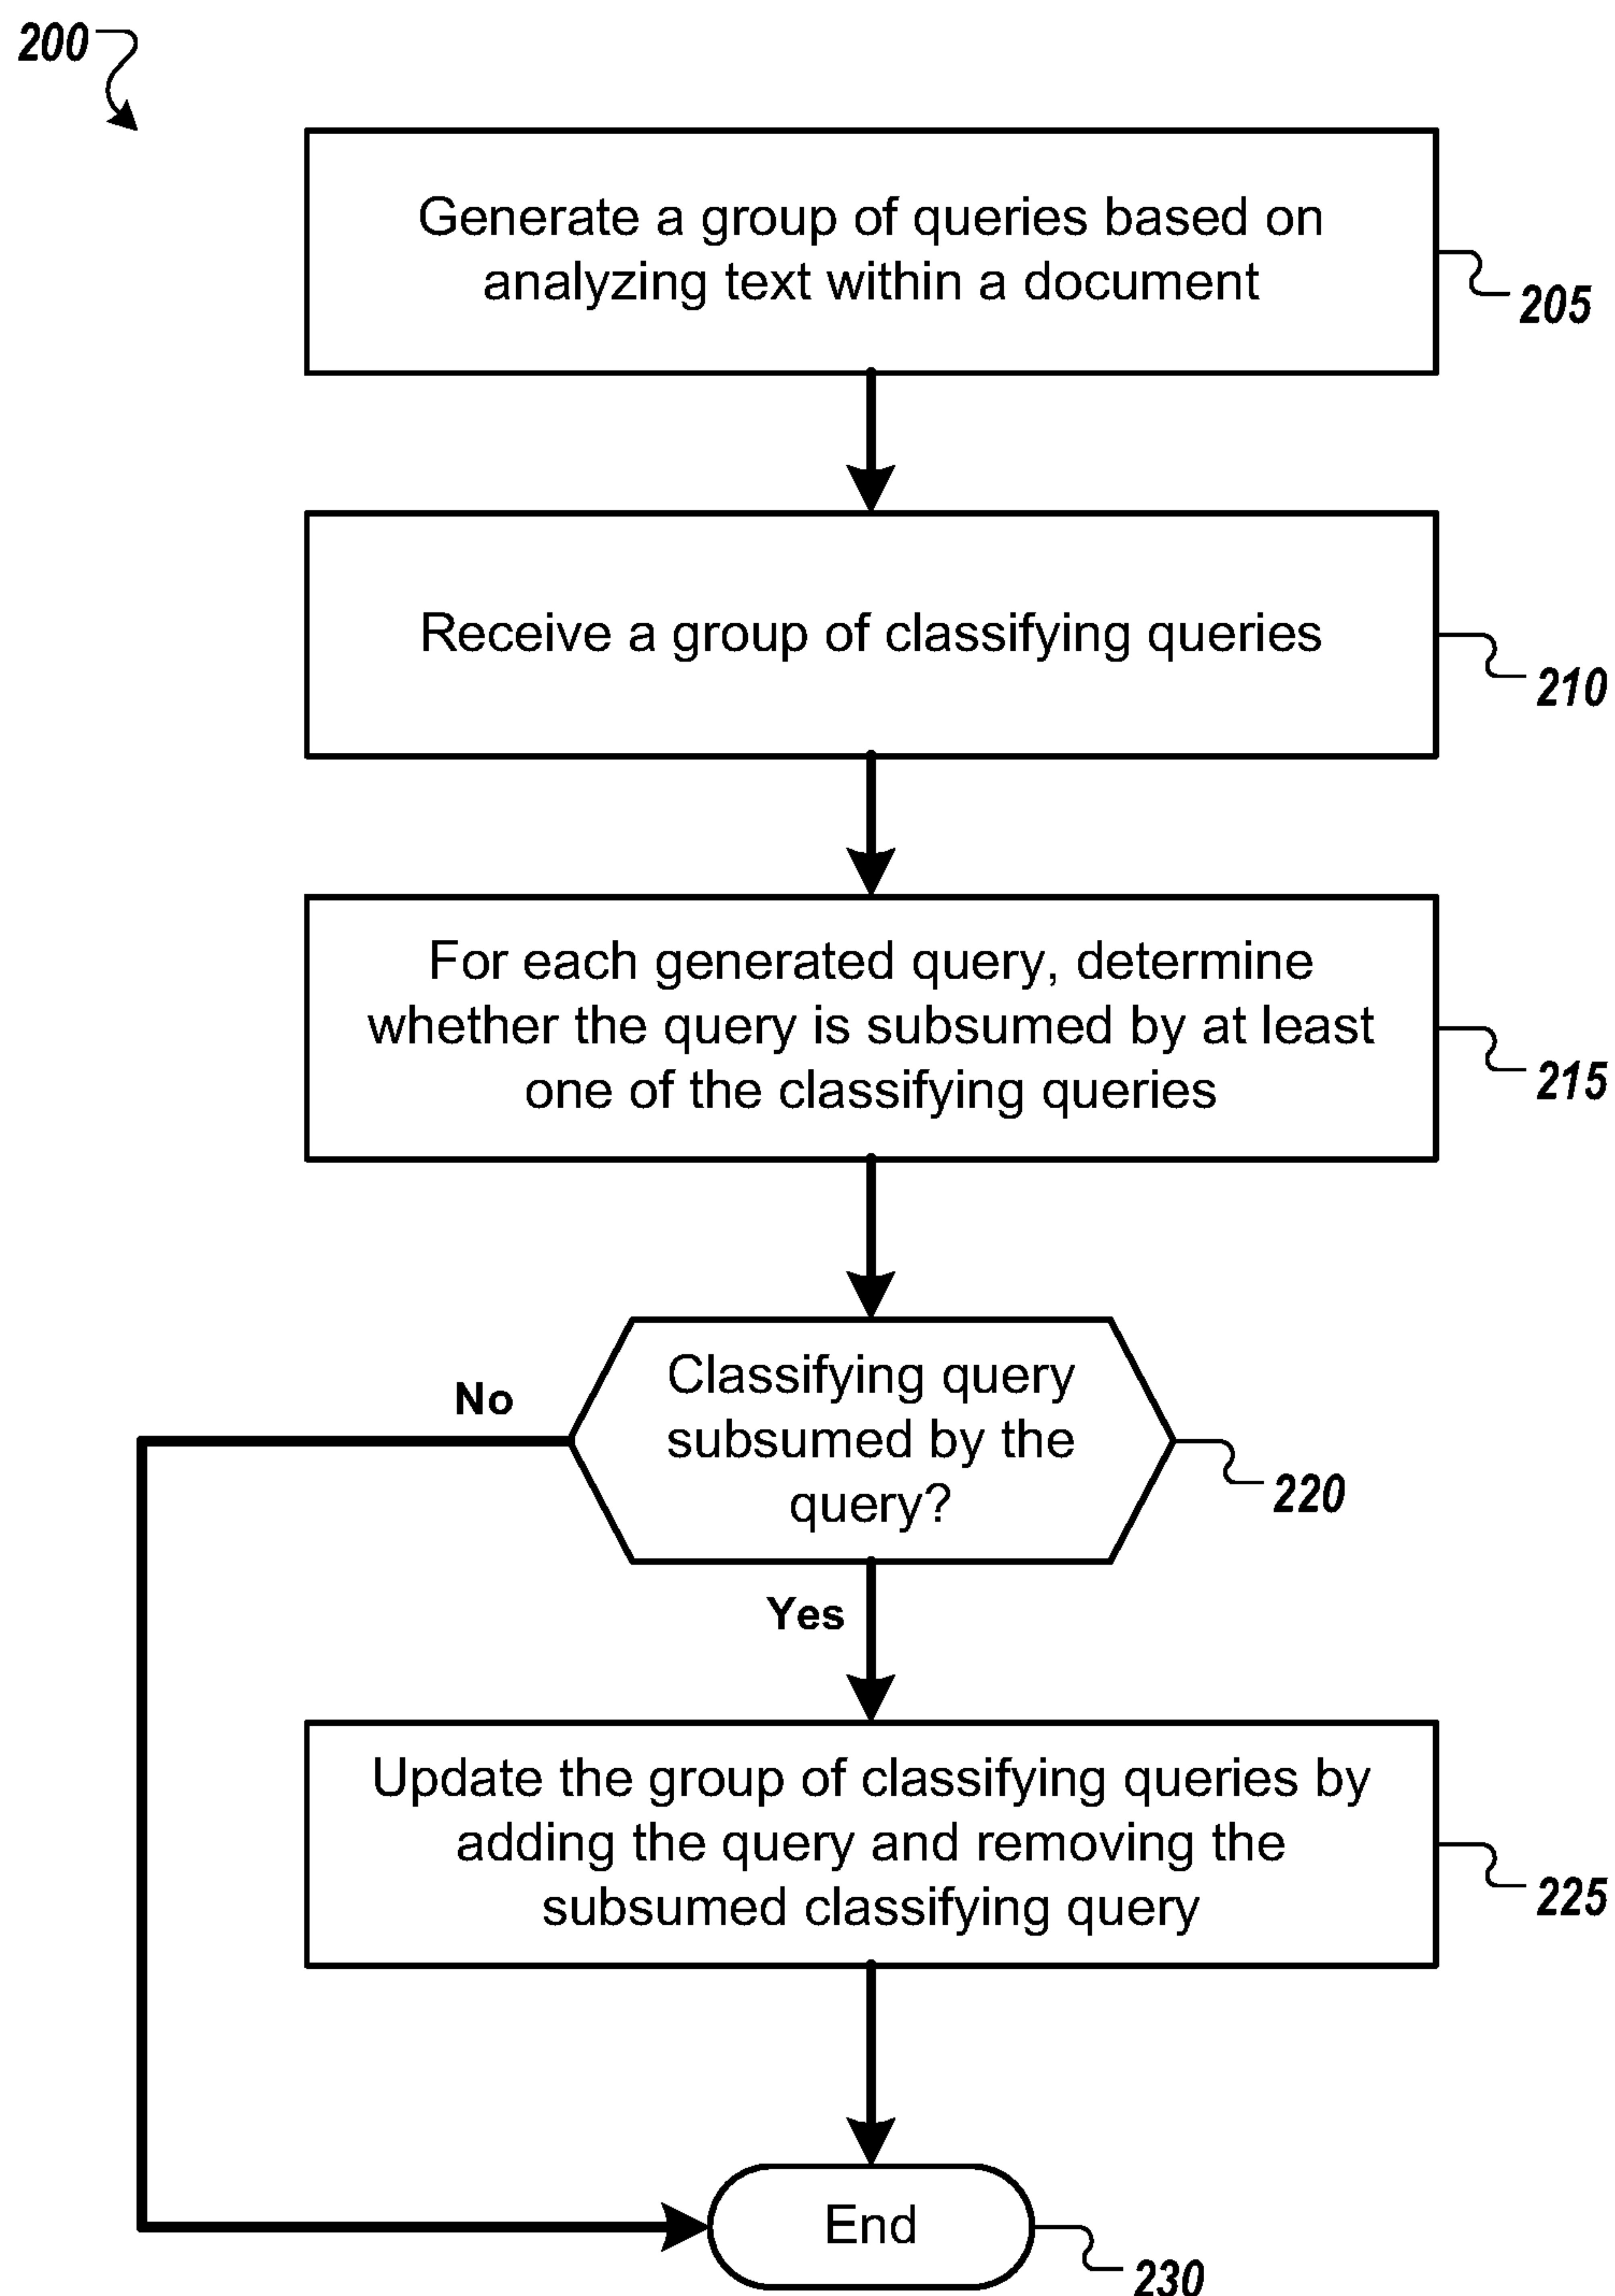 200
Generate a group of queries based on
analyzing text within a document
205
Receive a group of classifying queries
210
For each generated query, determine
whether the query is subsumed by at least
one of the classifying queries
215
Classifying query
subsumed by the
query?
220
No
Yes
Update the group of classifying queries by
adding the query and removing the
subsumed classifying query
225
End
230